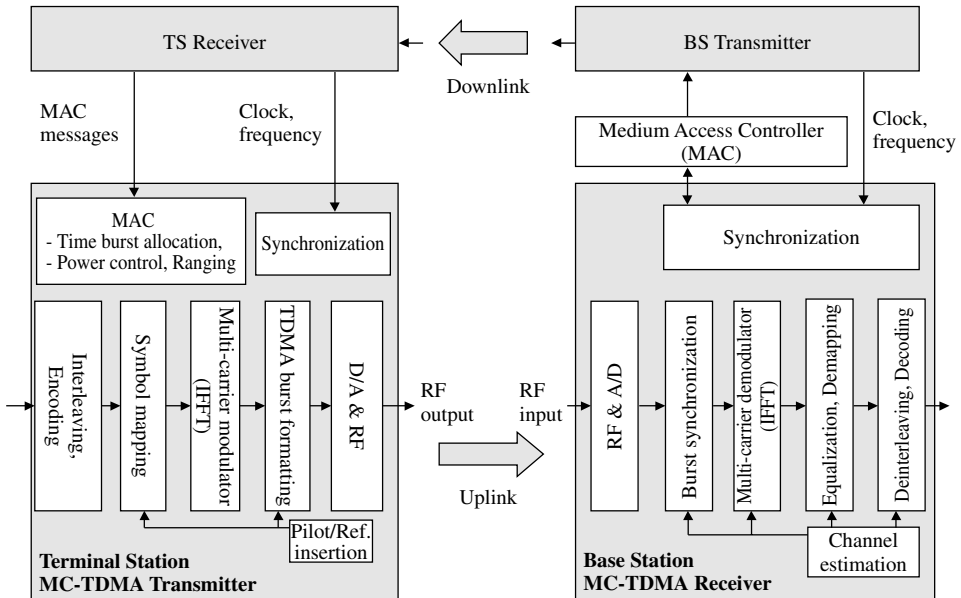 TS Receiver
BS Transmitter
Downlink
MAC
messages
Clock,
frequency
Medium Access Controller
(MAC)
Clock,
frequency
MAC
- Time burst allocation,
- Power control, Ranging
Synchronization
Synchronization
Interleaving,
Encoding
Symbol mapping
Multi-carrier modulator
(IFFT)
TDMA burst formatting
D/A & RF
RF
output
RF
input
Uplink
RF & A/D
Burst synchronization
Multi-carrier demodulator
(IFFT)
Equalization, Demapping
Deinterleaving, Decoding
Pilot/Ref.
insertion
Channel
estimation
Terminal Station
MC-TDMA Transmitter
Base Station
MC-TDMA Receiver